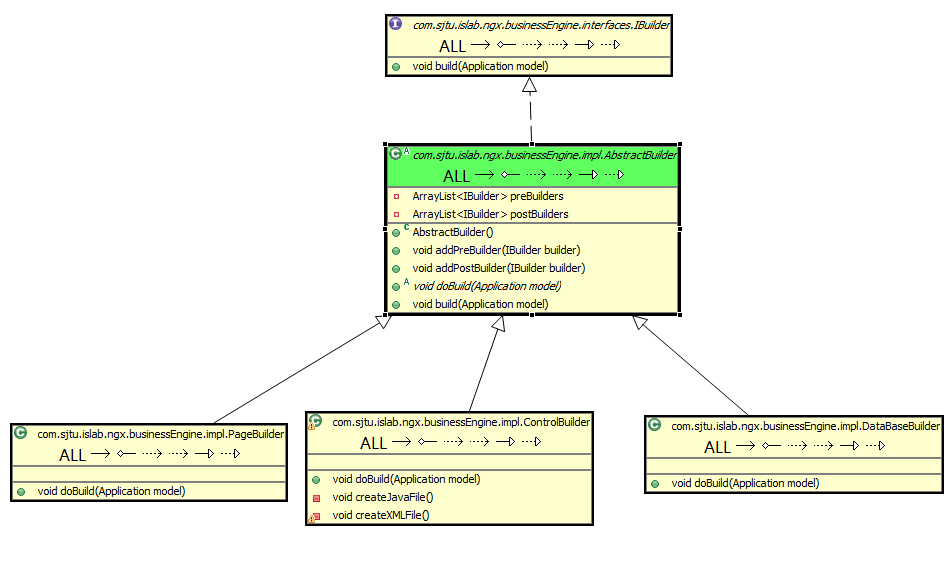 I com.sjtu.islab.ngx.businessEngine.interfaces.IBuilder
ALL
void build(Application model)
C A com.sjtu.islab.ngx.businessEngine.impl.AbstractBuilder
ALL
ArrayList<IBuilder> preBuilders
ArrayList<IBuilder> postBuilders
C AbstractBuilder()
void addPreBuilder(IBuilder builder)
void addPostBuilder(IBuilder builder)
A void doBuild(Application model)
void build(Application model)
C com.sjtu.islab.ngx.businessEngine.impl.PageBuilder
ALL
void doBuild(Application model)
C com.sjtu.islab.ngx.businessEngine.impl.ControlBuilder
ALL
void doBuild(Application model)
void createJavaFile()
void createXMLFile()
C com.sjtu.islab.ngx.businessEngine.impl.DataBaseBuilder
ALL
void doBuild(Application model)